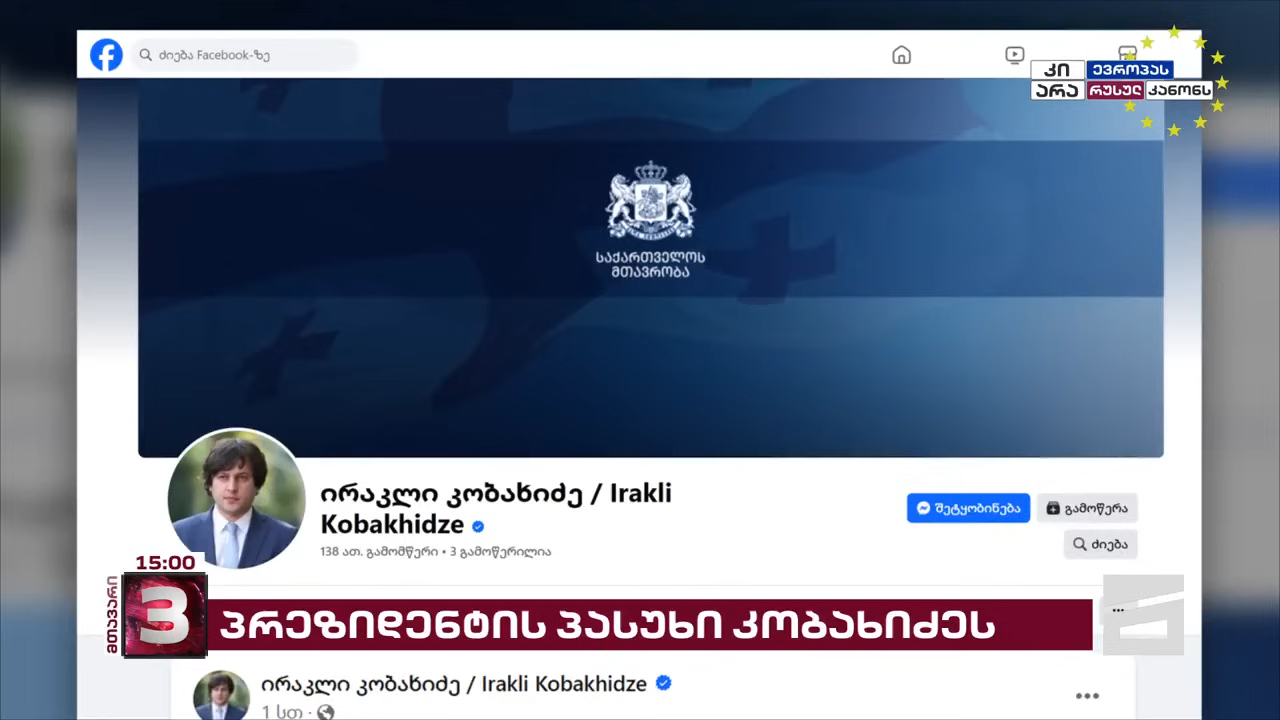 ძიება Facebook-ზე
კი ევროპას
არა რუსულ კანონს
საქართველოს
მთავრობა
ირაკლი კობახიძე / Irakli
Kobakhidze
138 ათ. გამომწერი • 3 გამოწერილია
შეტყობინება
გამოწერა
ძიება
15:00
მთავარი
3
პრეზიდენტის პასუხი კობახიძეს
ირაკლი კობახიძე / Irakli Kobakhidze
1 სთ ·